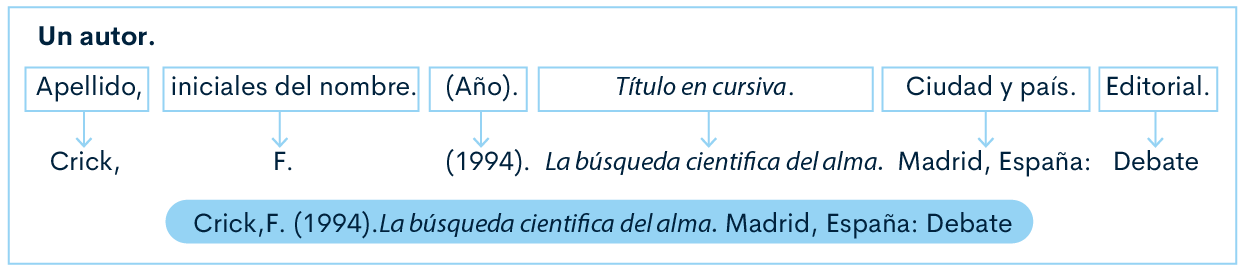 Un autor.
Apellido, iniciales del nombre. (Año). Título en cursiva. Ciudad y país. Editorial.
Crick, F. (1994). La búsqueda cientifica del alma. Madrid, España: Debate
Crick,F. (1994).La búsqueda cientifica del alma. Madrid, España: Debate